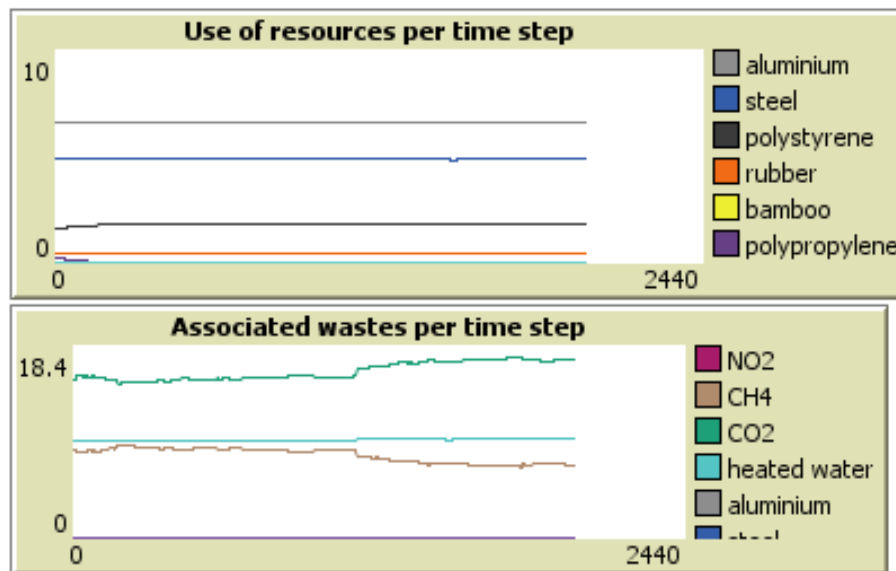 Use of resources per time step
10
0
0
2440
aluminium
steel
polystyrene
rubber
bamboo
polypropylene
Associated wastes per time step
18.4
0
0
2440
NO2
CH4
CO2
heated water
aluminium
steel